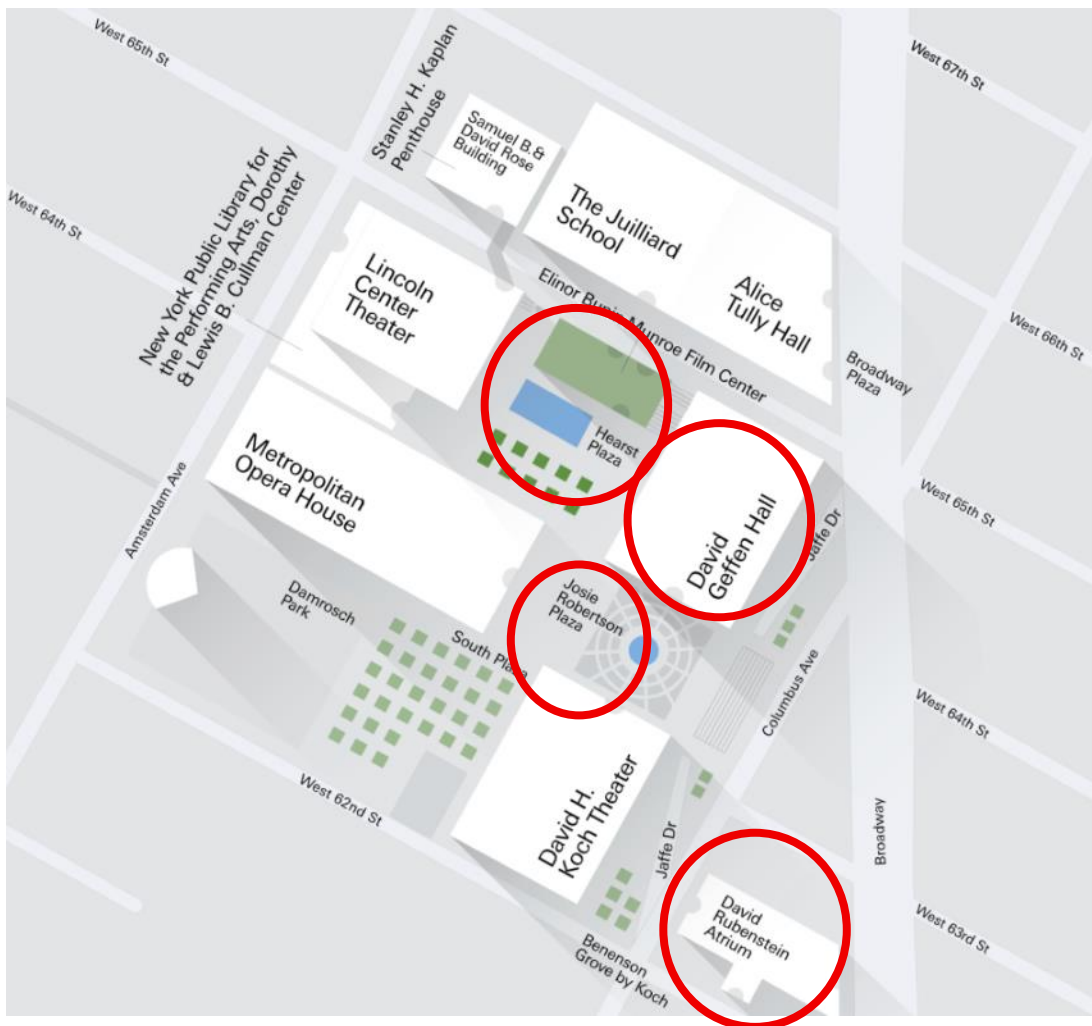 West 65th St
Stanley H. Kaplan
Penthouse
West 67th St
Samuel B. &
David Rose
Building
New York Public Library for
the Performing Arts, Dorothy
& Lewis B. Cullman Center
West 64th St
The Juilliard
School
Lincoln
Center
Theater
Alice
Tully Hall
Elinor Bunin Munroe Film Center
West 66th St
Broadway
Plaza
Hearst
Plaza
Metropolitan
Opera House
Amsterdam Ave
West 65th St
David
Geffen Hall
Jaffe Dr
Josie
Robertson
Plaza
Damrosch
Park
South Plaza
Columbus Ave
West 64th St
West 62nd St
David H.
Koch Theater
Jaffe Dr
Broadway
David
Rubenstein
Atrium
West 63rd St
Benenson
Grove by Koch